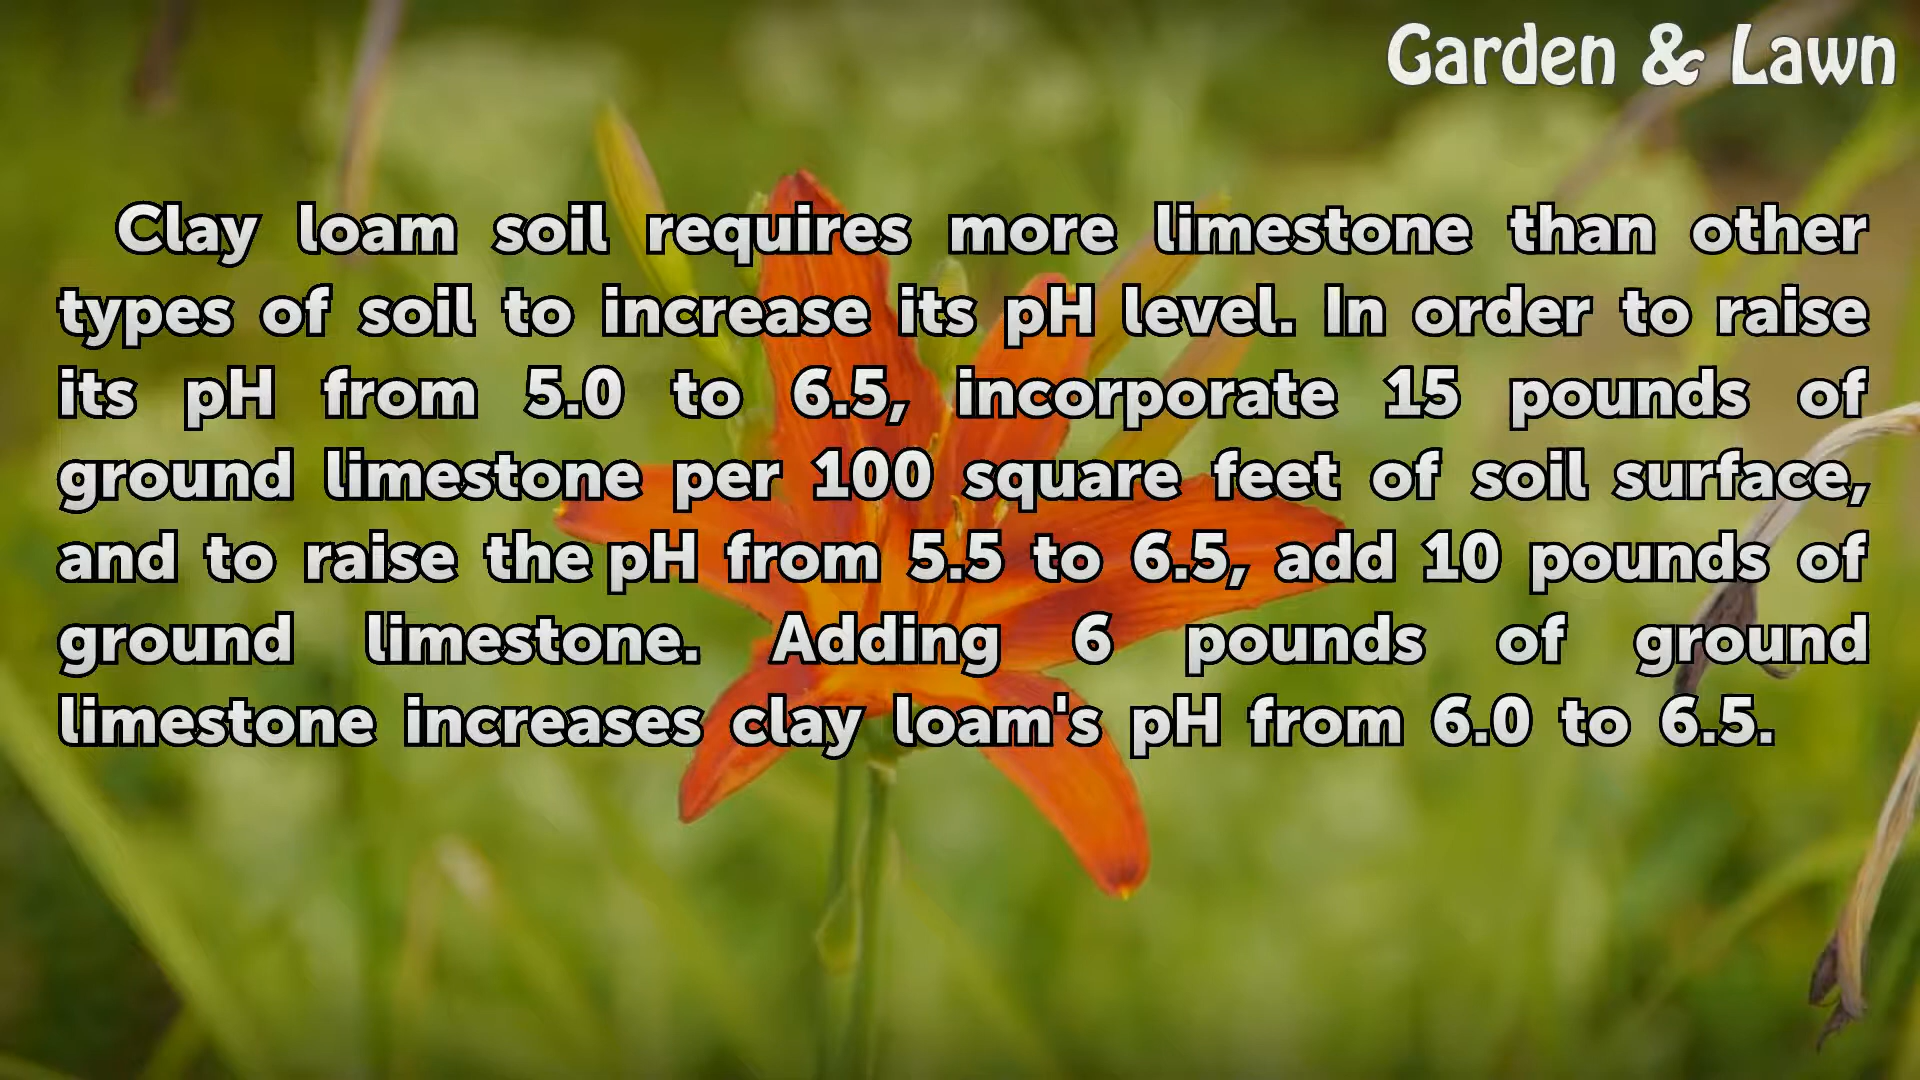 Garden & Lawn
Clay loam soil requires more limestone than other
types of soil to increase its pH level. In order to raise
its pH from 5.0 to 6.5, incorporate 15 pounds of
ground limestone per 100 square feet of soil surface,
and to raise the pH from 5.5 to 6.5, add 10 pounds of
ground limestone. Adding 6 pounds of ground
limestone increases clay loam's pH from 6.0 to 6.5.